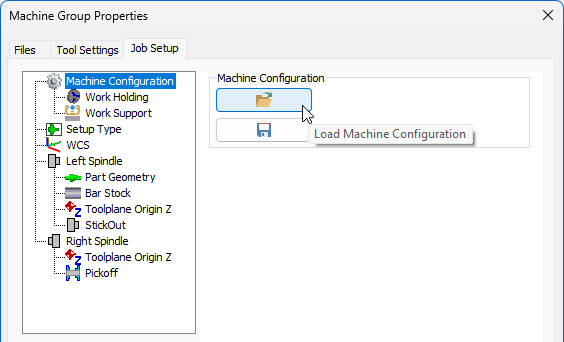 Machine Group Properties
Files
Tool Settings
Job Setup
Machine Configuration
Work Holding
Work Support
Setup Type
WCS
Left Spindle
Part Geometry
Bar Stock
Toolplane Origin Z
StickOut
Right Spindle
Toolplane Origin Z
Pickoff
Machine Configuration
Load Machine Configuration